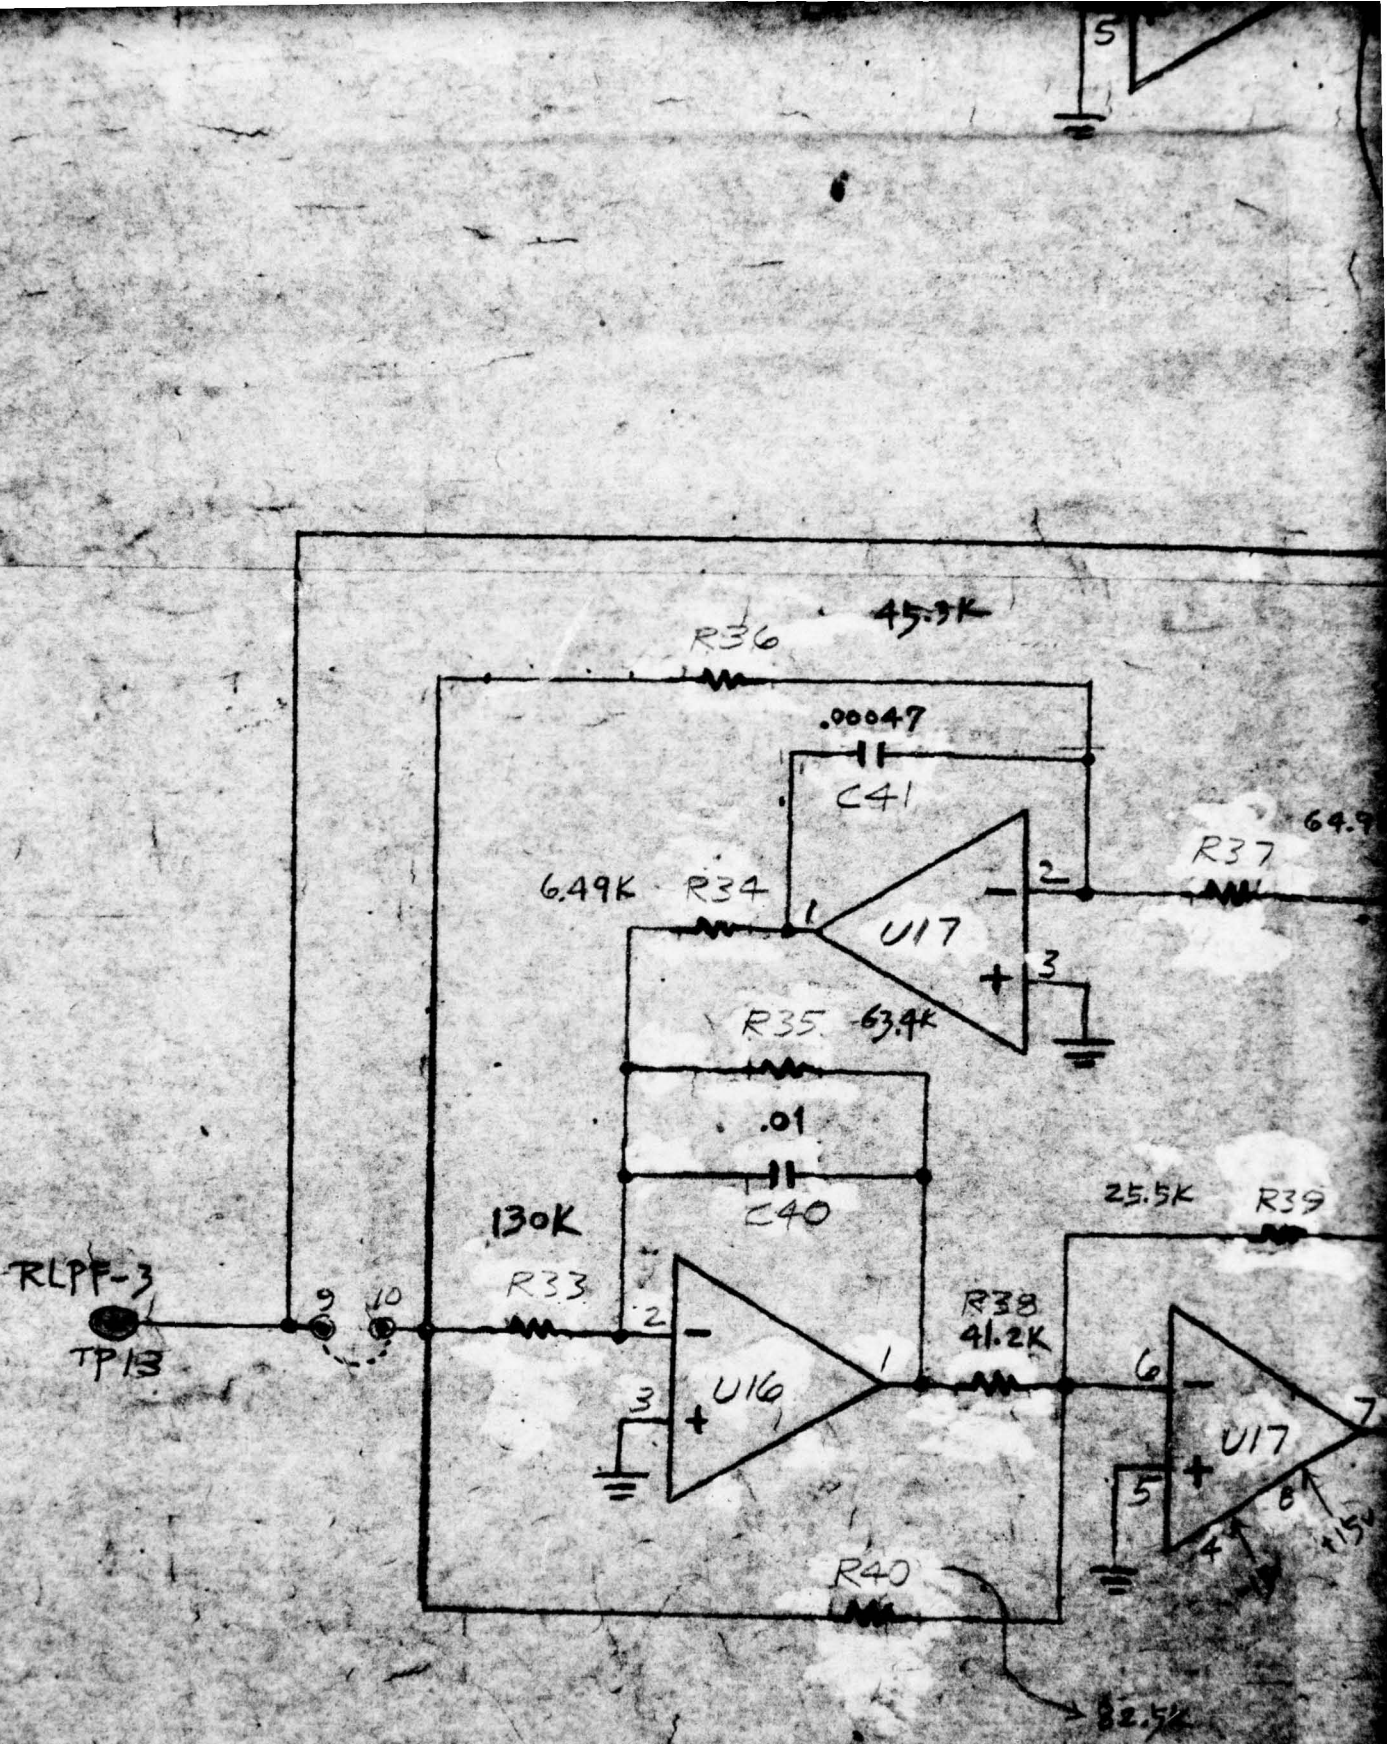 5
45.3K
R36
.00047
C41
64.9
R37
6.49K R34
2
1
U17
-
+ 3
R35 63.4K
.01
25.5K R39
C40
130K
RLPF-3
R33
9 10
R38
41.2K
TP13
2 -
1
6 -
U16
3 +
7
U17
5 +
8
+15V
4
R40
82.5K